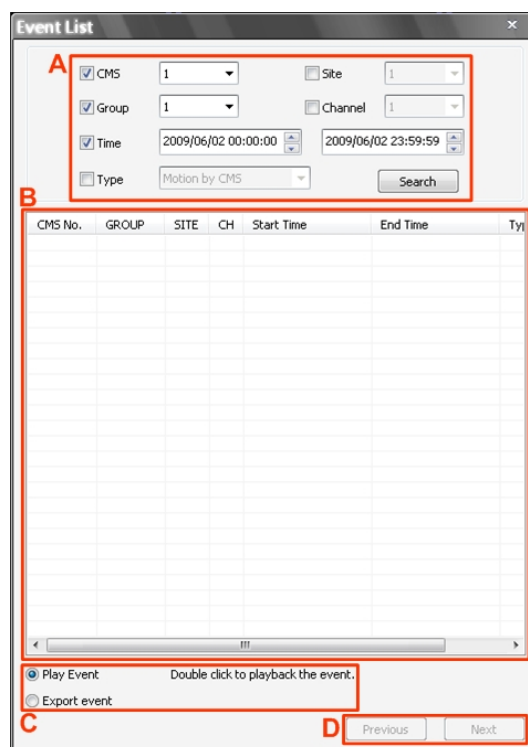 Event List
A
CMS 1 Site 1
Group 1 Channel 1
Time 2009/06/02 00:00:00 2009/06/02 23:59:59
Type Motion by CMS Search
B
CMS No. GROUP SITE CH Start Time End Time
Play Event Double click to playback the event.
Export event
C D Previous Next